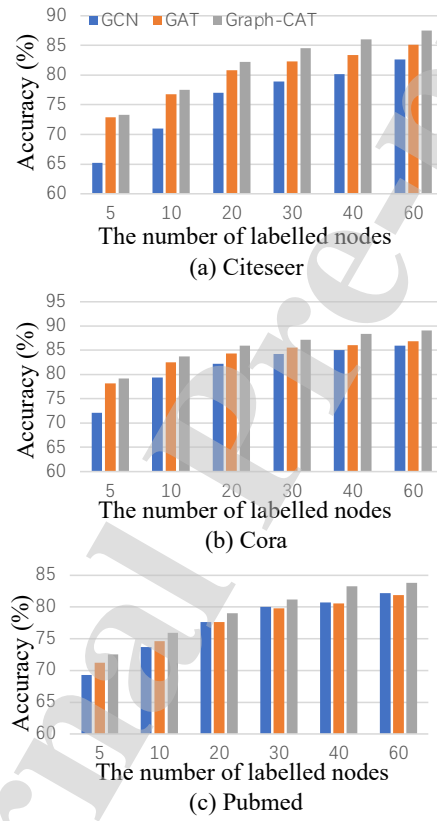 90
GCN GAT Graph-CAT
85
80
75
70
65
60
Accuracy (%)
5 10 20 30 40 60
The number of labelled nodes
(a) Citeseer
95
90
85
80
75
70
65
60
Accuracy (%)
5 10 20 30 40 60
The number of labelled nodes
(b) Cora
85
80
75
70
65
60
Accuracy (%)
5 10 20 30 40 60
The number of labelled nodes
(c) Pubmed
rnal Pre-p